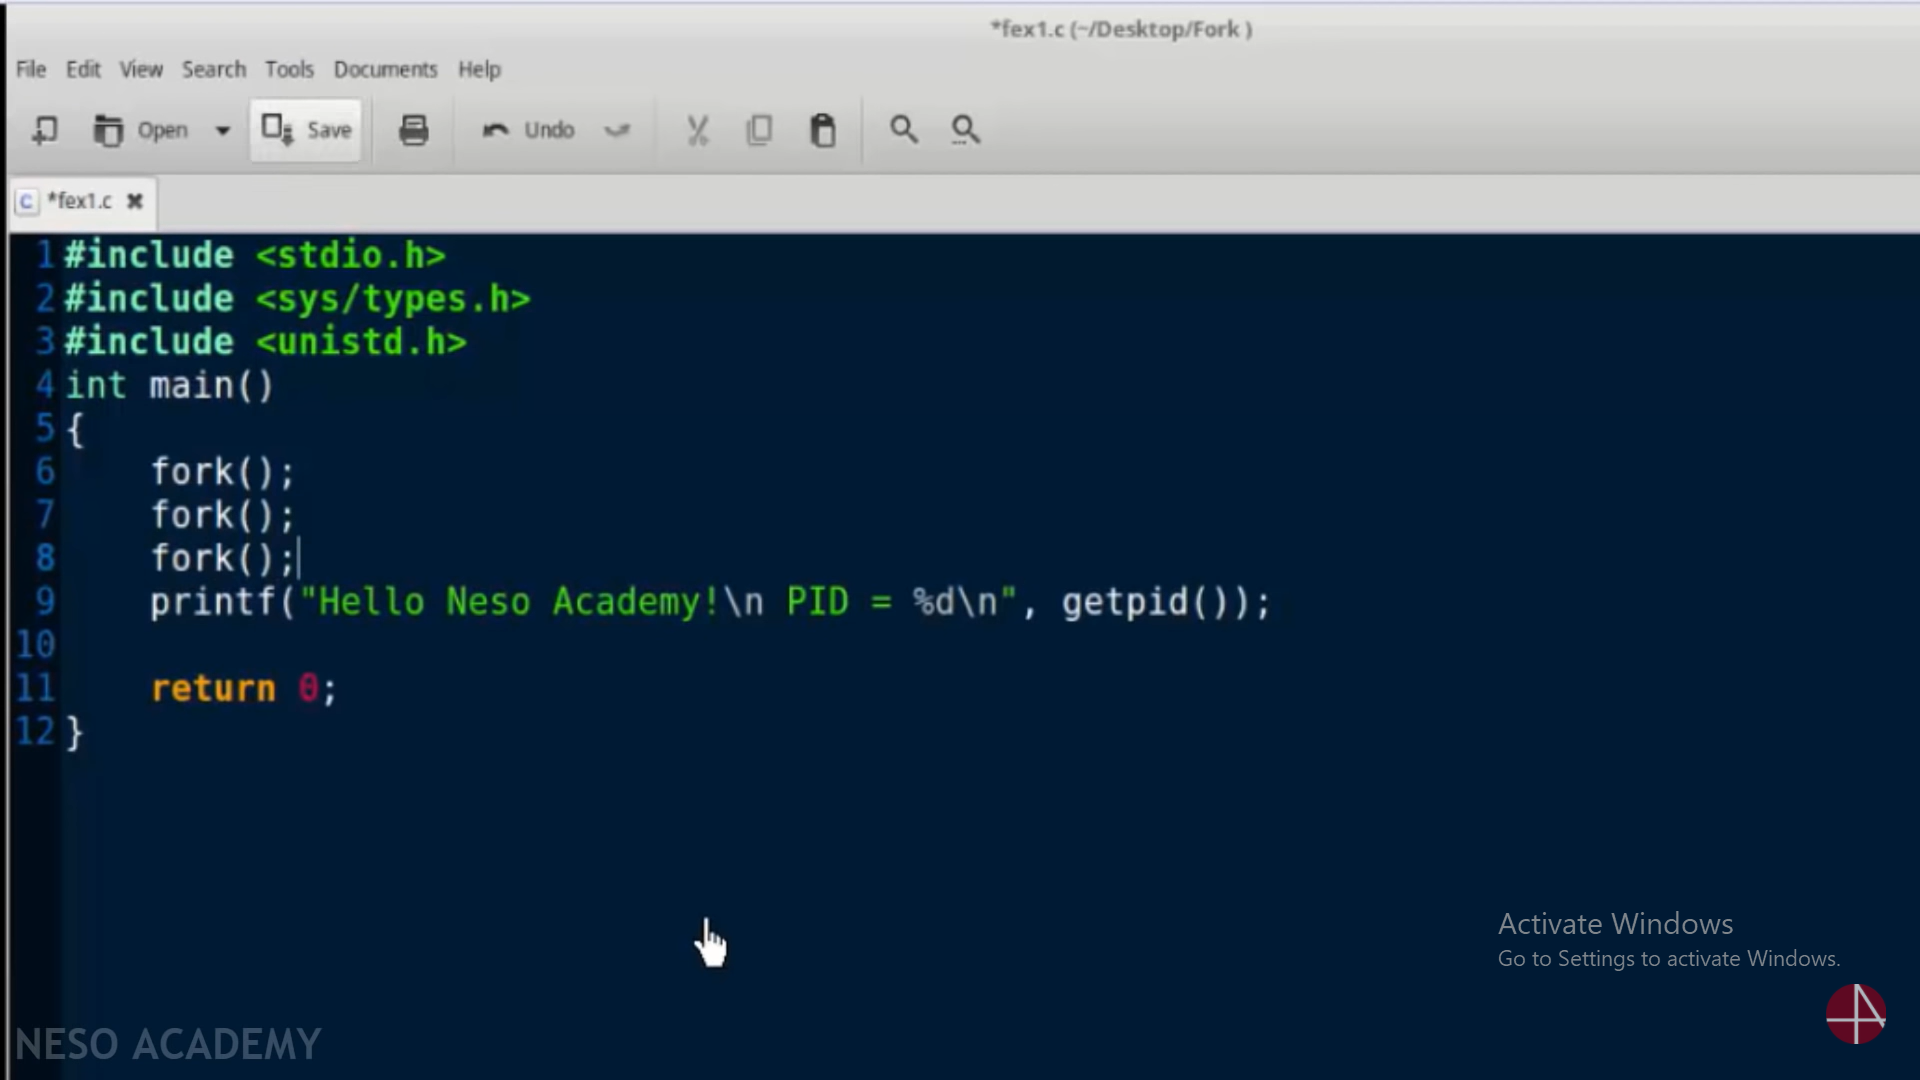 *fex1.c (~/Desktop/Fork )
File Edit View Search Tools Documents Help
Open Save Undo
C *fex1.c
1 #include <stdio.h>
2 #include <sys/types.h>
3 #include <unistd.h>
4 int main()
5 {
6     fork();
7     fork();
8     fork();
9     printf("Hello Neso Academy!\n PID = %d\n", getpid());
10
11     return 0;
12 }
Activate Windows
Go to Settings to activate Windows.
NESO ACADEMY